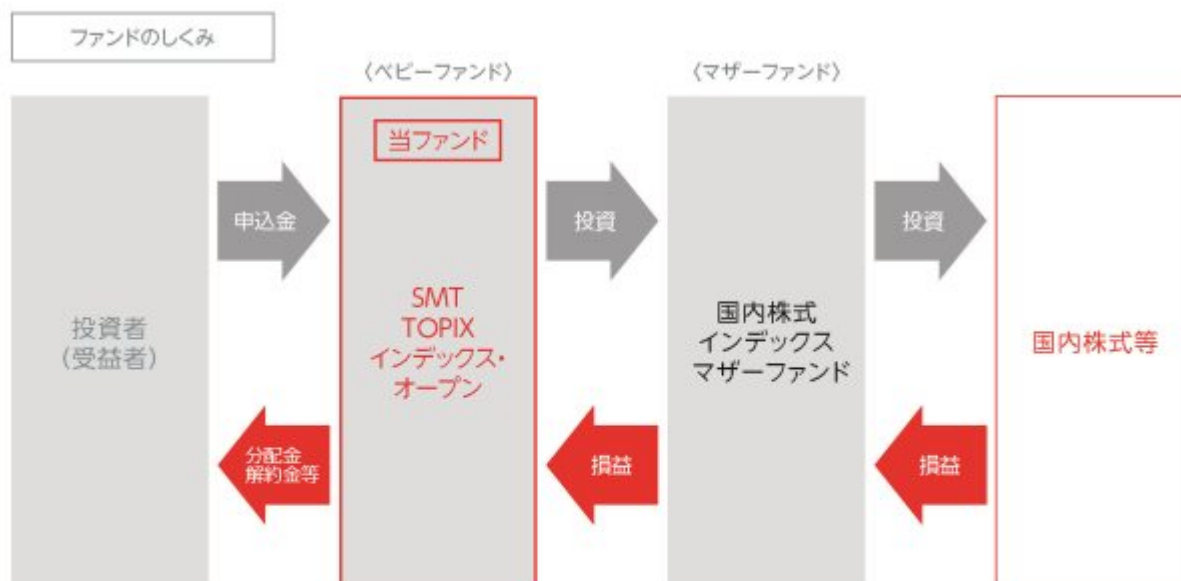 ファンドのしくみ
〈ベビーファンド〉
〈マザーファンド〉
投資者
（受益者）
申込金
分配金
解約金等
当ファンド
SMT
TOPIX
インデックス・
オープン
投資
損益
国内株式
インデックス
マザーファンド
投資
損益
国内株式等